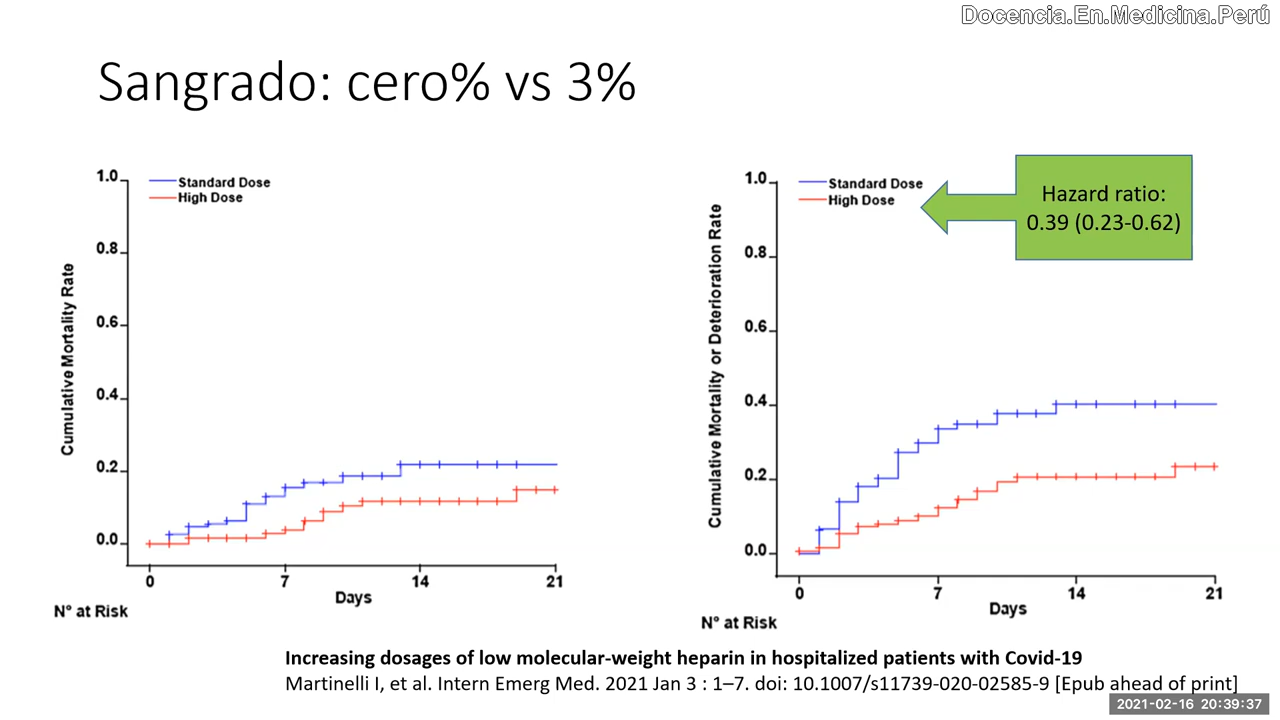 Docencia.En.Medicina.Perú
Sangrado: cero% vs 3%
1.0
0.8
0.6
0.4
0.2
0.0
Cumulative Mortality Rate
Standard Dose
High Dose
0 7 14 21
Days
N° at Risk
1.0
0.8
0.6
0.4
0.2
0.0
Cumulative Mortality or Deterioration Rate
Standard Dose
High Dose
Hazard ratio:
0.39 (0.23-0.62)
0 7 14 21
Days
N° at Risk
Increasing dosages of low molecular-weight heparin in hospitalized patients with Covid-19
Martinelli I, et al. Intern Emerg Med. 2021 Jan 3 : 1–7. doi: 10.1007/s11739-020-02585-9 [Epub ahead of print]
2021-02-16 20:39:37